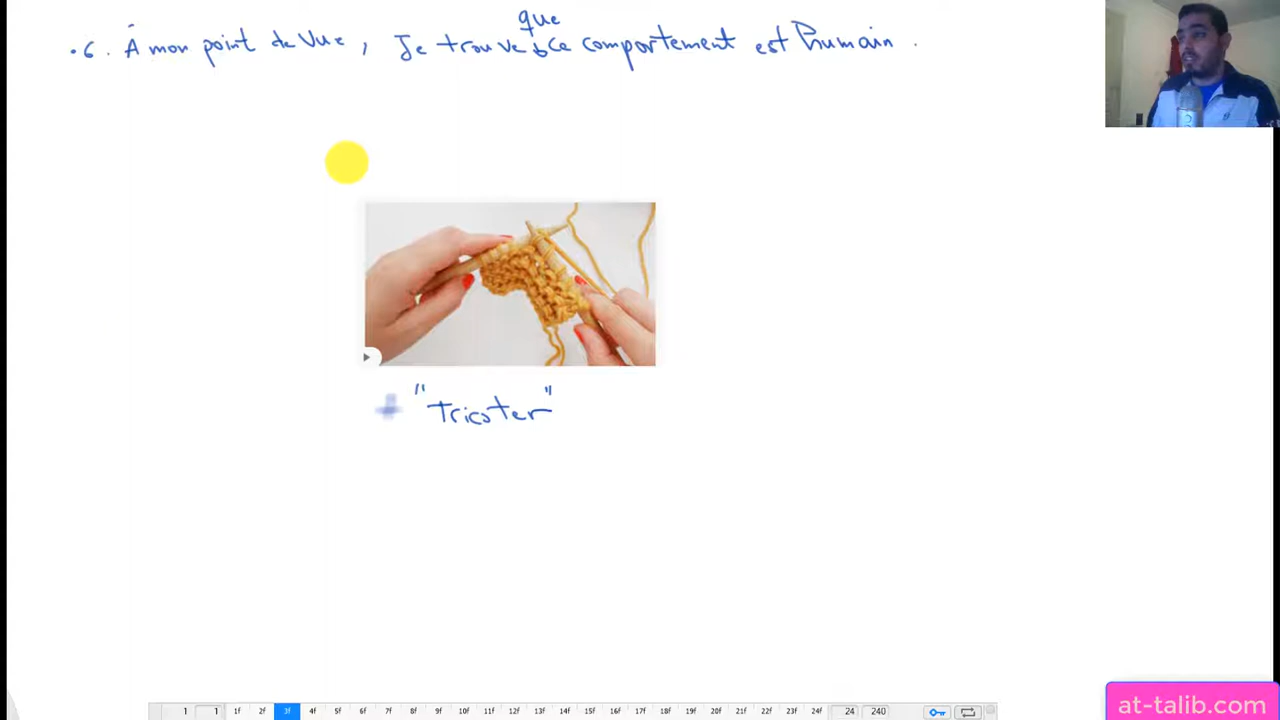 que
.6. À mon point de vue, Je trouve ce comportement est humain.
"Tricoter"
1 1 1f 2f 3f 4f 5f 6f 7f 8f 9f 10f 11f 12f 13f 14f 15f 16f 17f 18f 19f 20f 21f 22f 23f 24f 24 240
at-talib.com